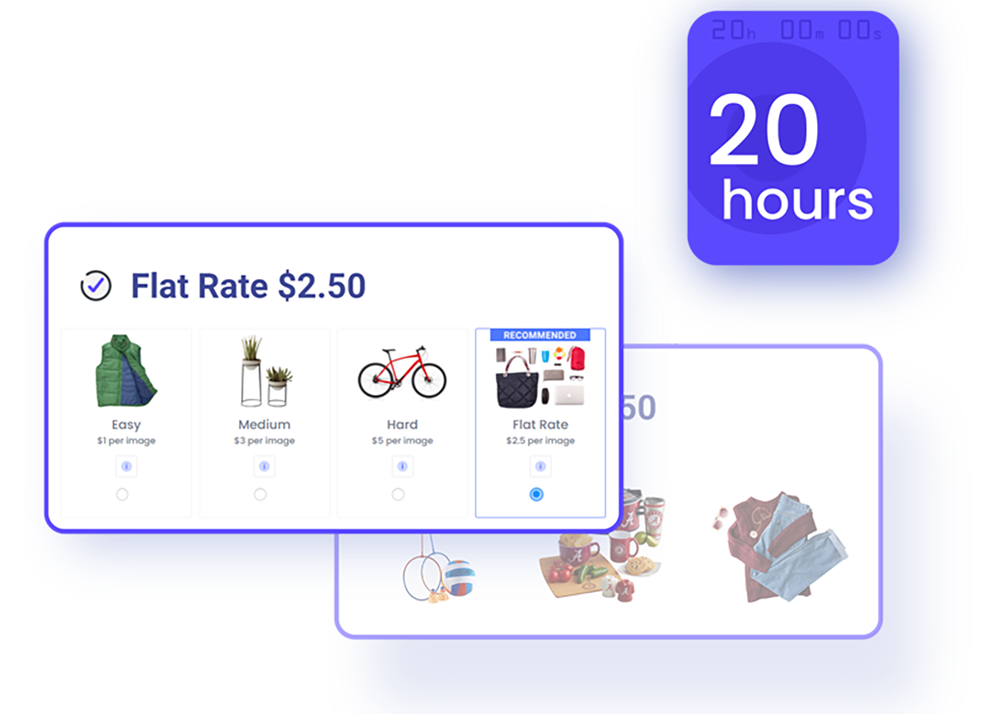 20h 00m 00s
20
hours
Flat Rate $2.50
RECOMMENDED
Easy
$1 per image
Medium
$3 per image
Hard
$5 per image
Flat Rate
$2.5 per image
i
i
i
i
50
A
A
A